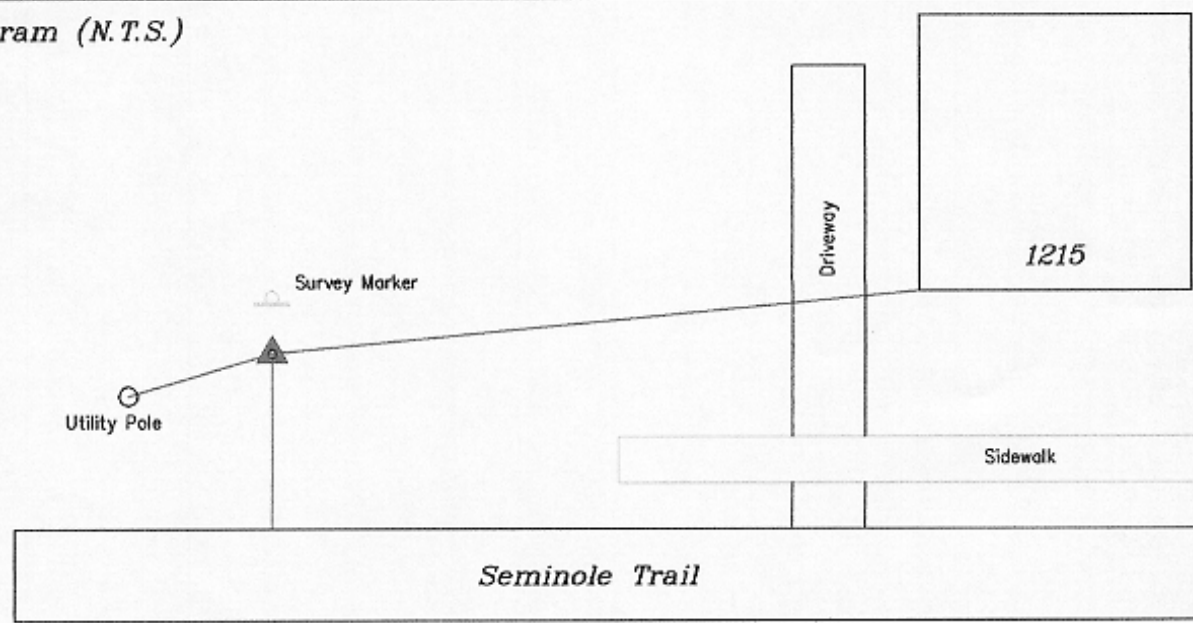 ram (N.T.S.)
Driveway
1215
Survey Marker
Utility Pole
Sidewalk
Seminole Trail